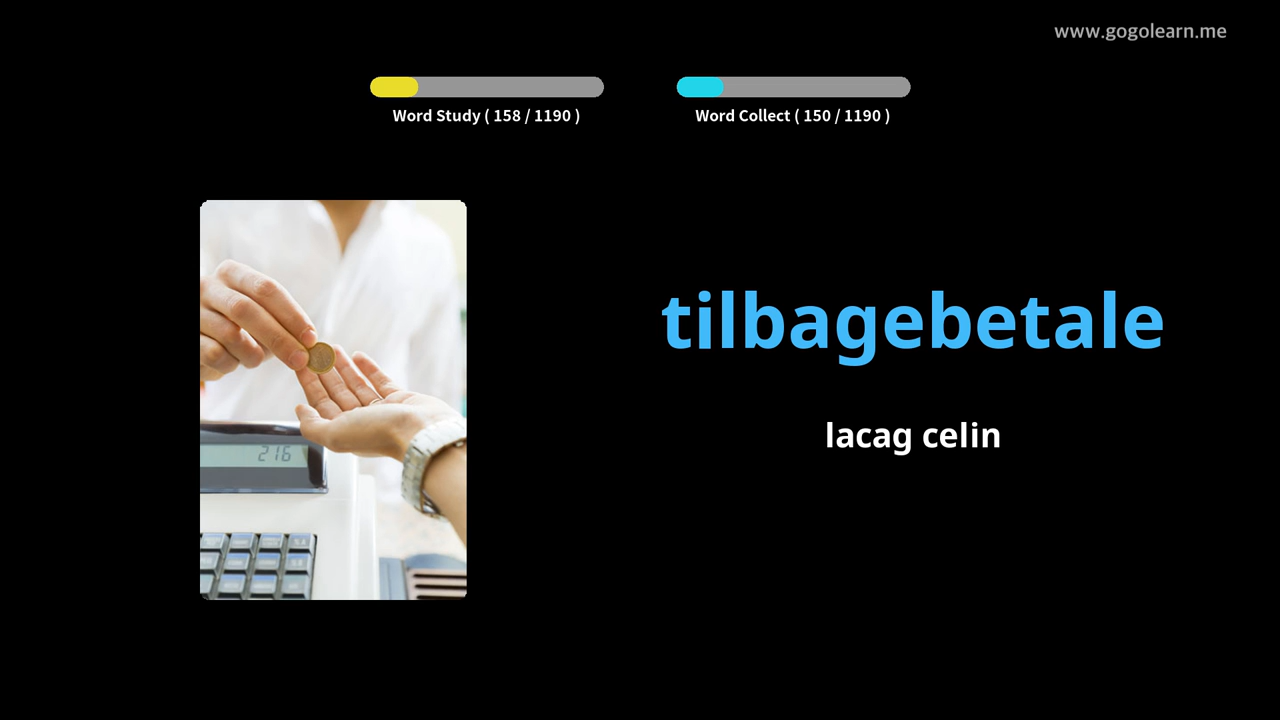 www.gogolearn.me
Word Study ( 158 / 1190 )
Word Collect ( 150 / 1190 )
tilbagebetale
lacag celin
216